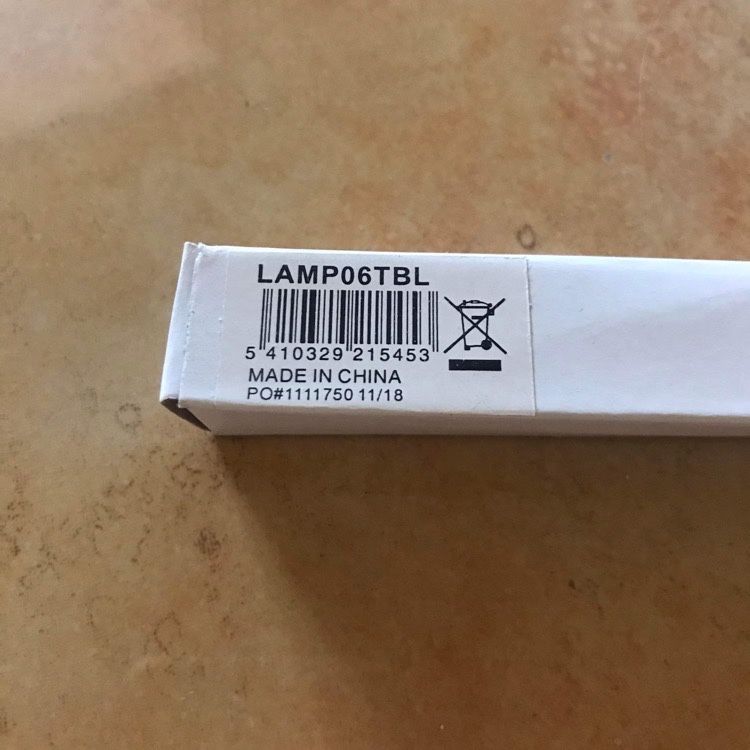 LAMP06TBL
5 410329 215453
MADE IN CHINA
PO#1111750 11/18